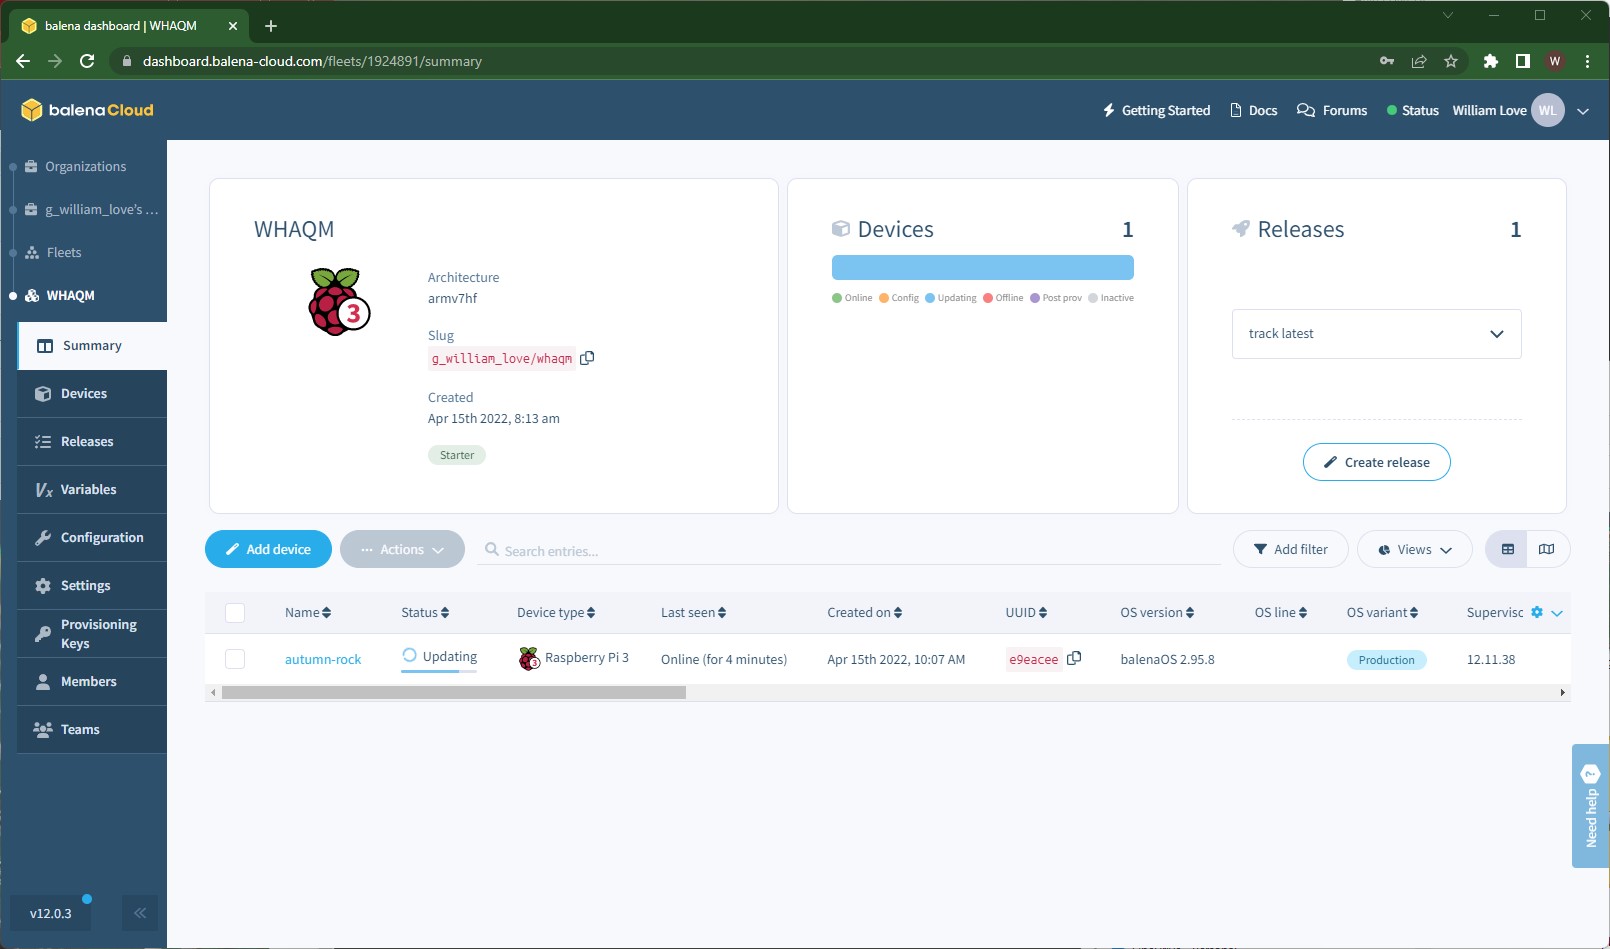 balena dashboard | WHAQM
dashboard.balena-cloud.com/fleets/1924891/summary
W
balenaCloud
Getting Started
Docs
Forums
Status
William Love
WL
Organizations
g_william_love's ...
Fleets
WHAQM
Summary
Devices
Releases
Variables
Configuration
Settings
Provisioning
Keys
Members
Teams
v12.0.3
WHAQM
3
Architecture
armv7hf
Slug
g_william_love/whaqm
Created
Apr 15th 2022, 8:13 am
Starter
Devices 1
Online Config Updating Offline Post prov Inactive
Releases 1
track latest
Create release
Add device
Actions
Search entries...
Add filter
Views
Name Status Device type Last seen Created on UUID OS version OS line OS variant Supervisc
autumn-rock Updating 3 Raspberry Pi 3 Online (for 4 minutes) Apr 15th 2022, 10:07 AM e9eacee balenaOS 2.95.8 Production 12.11.38
Need help